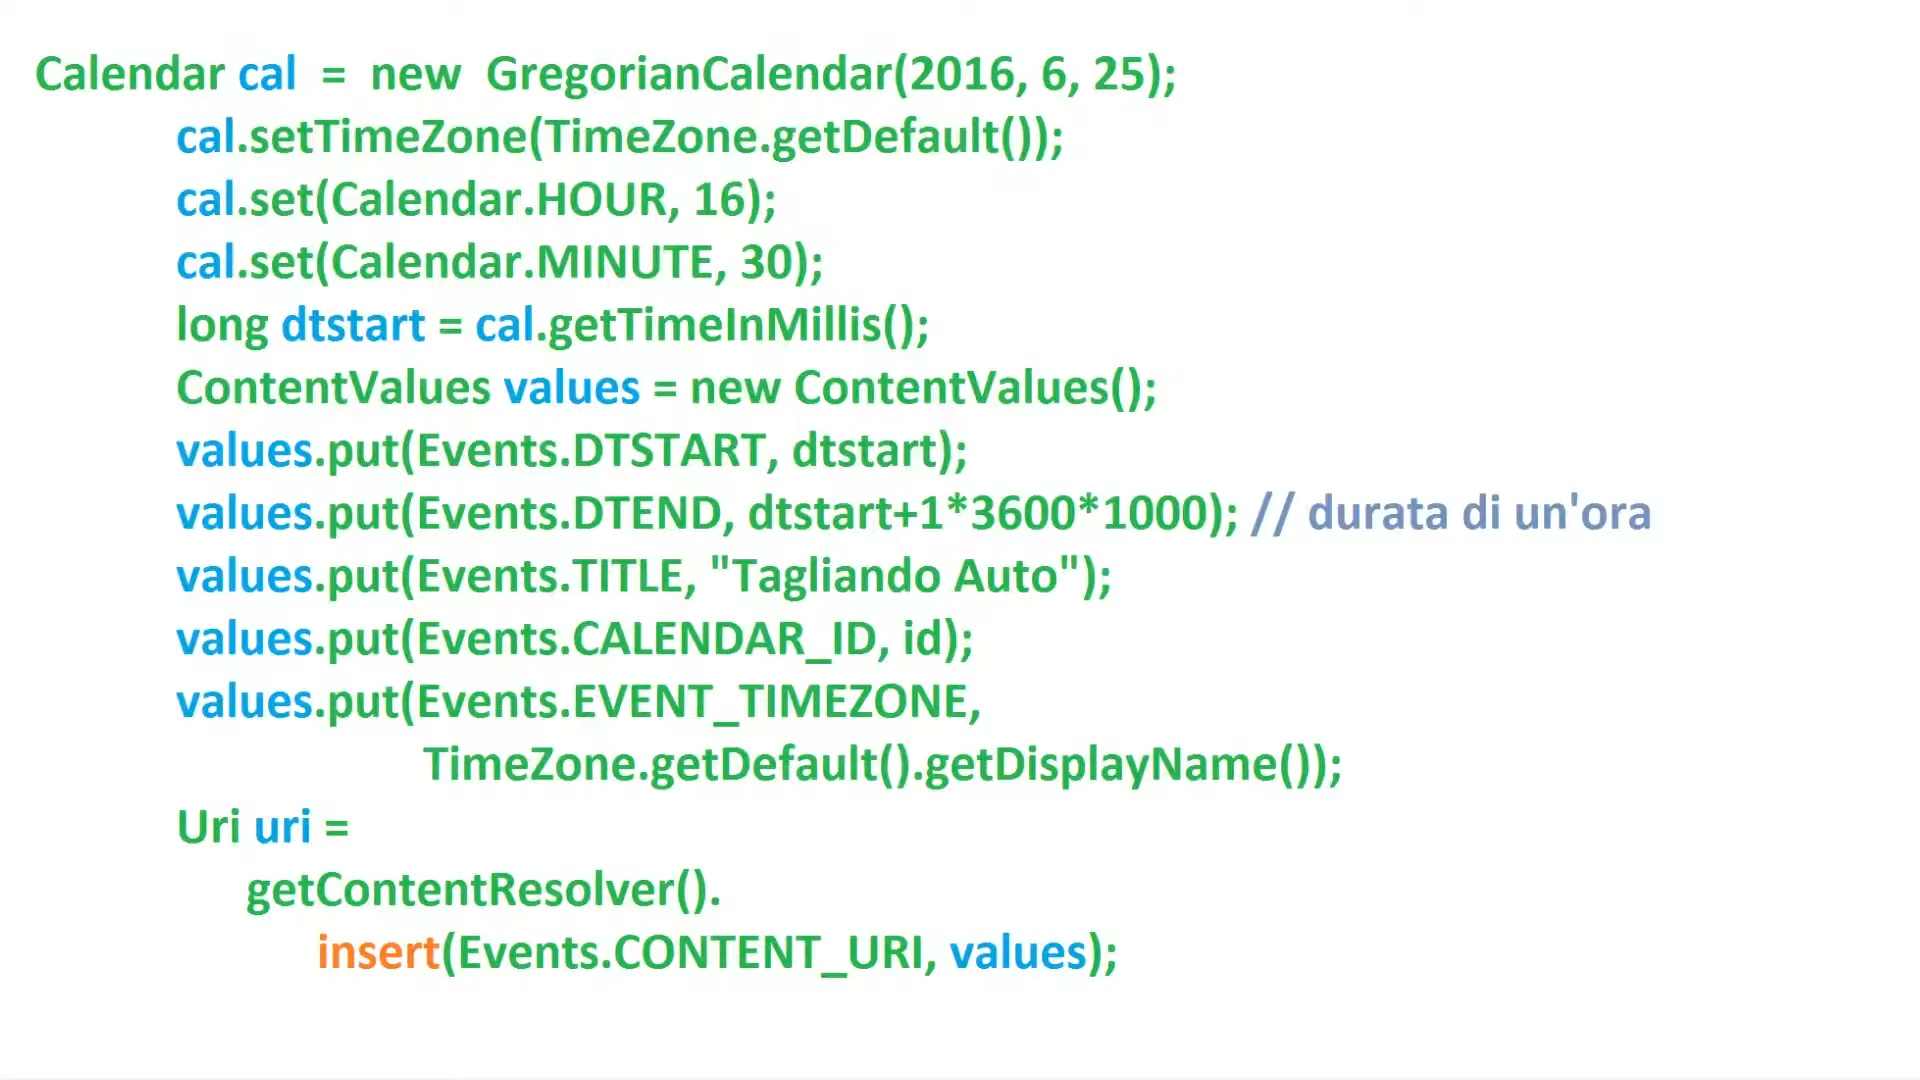 Calendar cal = new GregorianCalendar(2016, 6, 25);
cal.setTimeZone(TimeZone.getDefault());
cal.set(Calendar.HOUR, 16);
cal.set(Calendar.MINUTE, 30);
long dtstart = cal.getTimeInMillis();
ContentValues values = new ContentValues();
values.put(Events.DTSTART, dtstart);
values.put(Events.DTEND, dtstart+1*3600*1000); // durata di un'ora
values.put(Events.TITLE, "Tagliando Auto");
values.put(Events.CALENDAR_ID, id);
values.put(Events.EVENT_TIMEZONE,
TimeZone.getDefault().getDisplayName());
Uri uri =
getContentResolver().
insert(Events.CONTENT_URI, values);